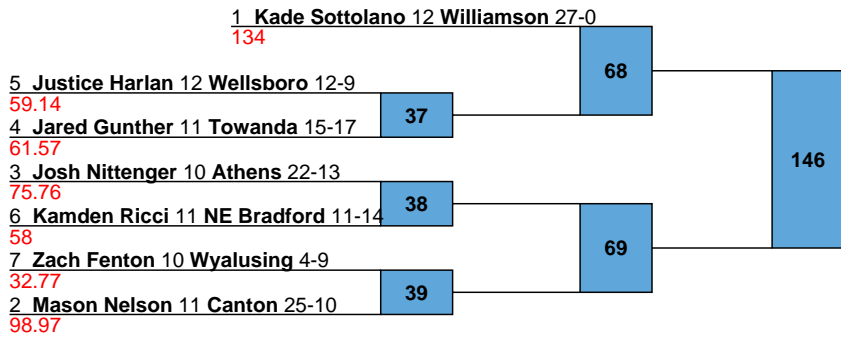 1 Kade Sottolano 12 Williamson 27-0
134
68
5 Justice Harlan 12 Wellsboro 12-9
59.14
37
4 Jared Gunther 11 Towanda 15-17
61.57
146
3 Josh Nittenger 10 Athens 22-13
75.76
38
6 Kamden Ricci 11 NE Bradford 11-14
58
69
7 Zach Fenton 10 Wyalusing 4-9
32.77
39
2 Mason Nelson 11 Canton 25-10
98.97